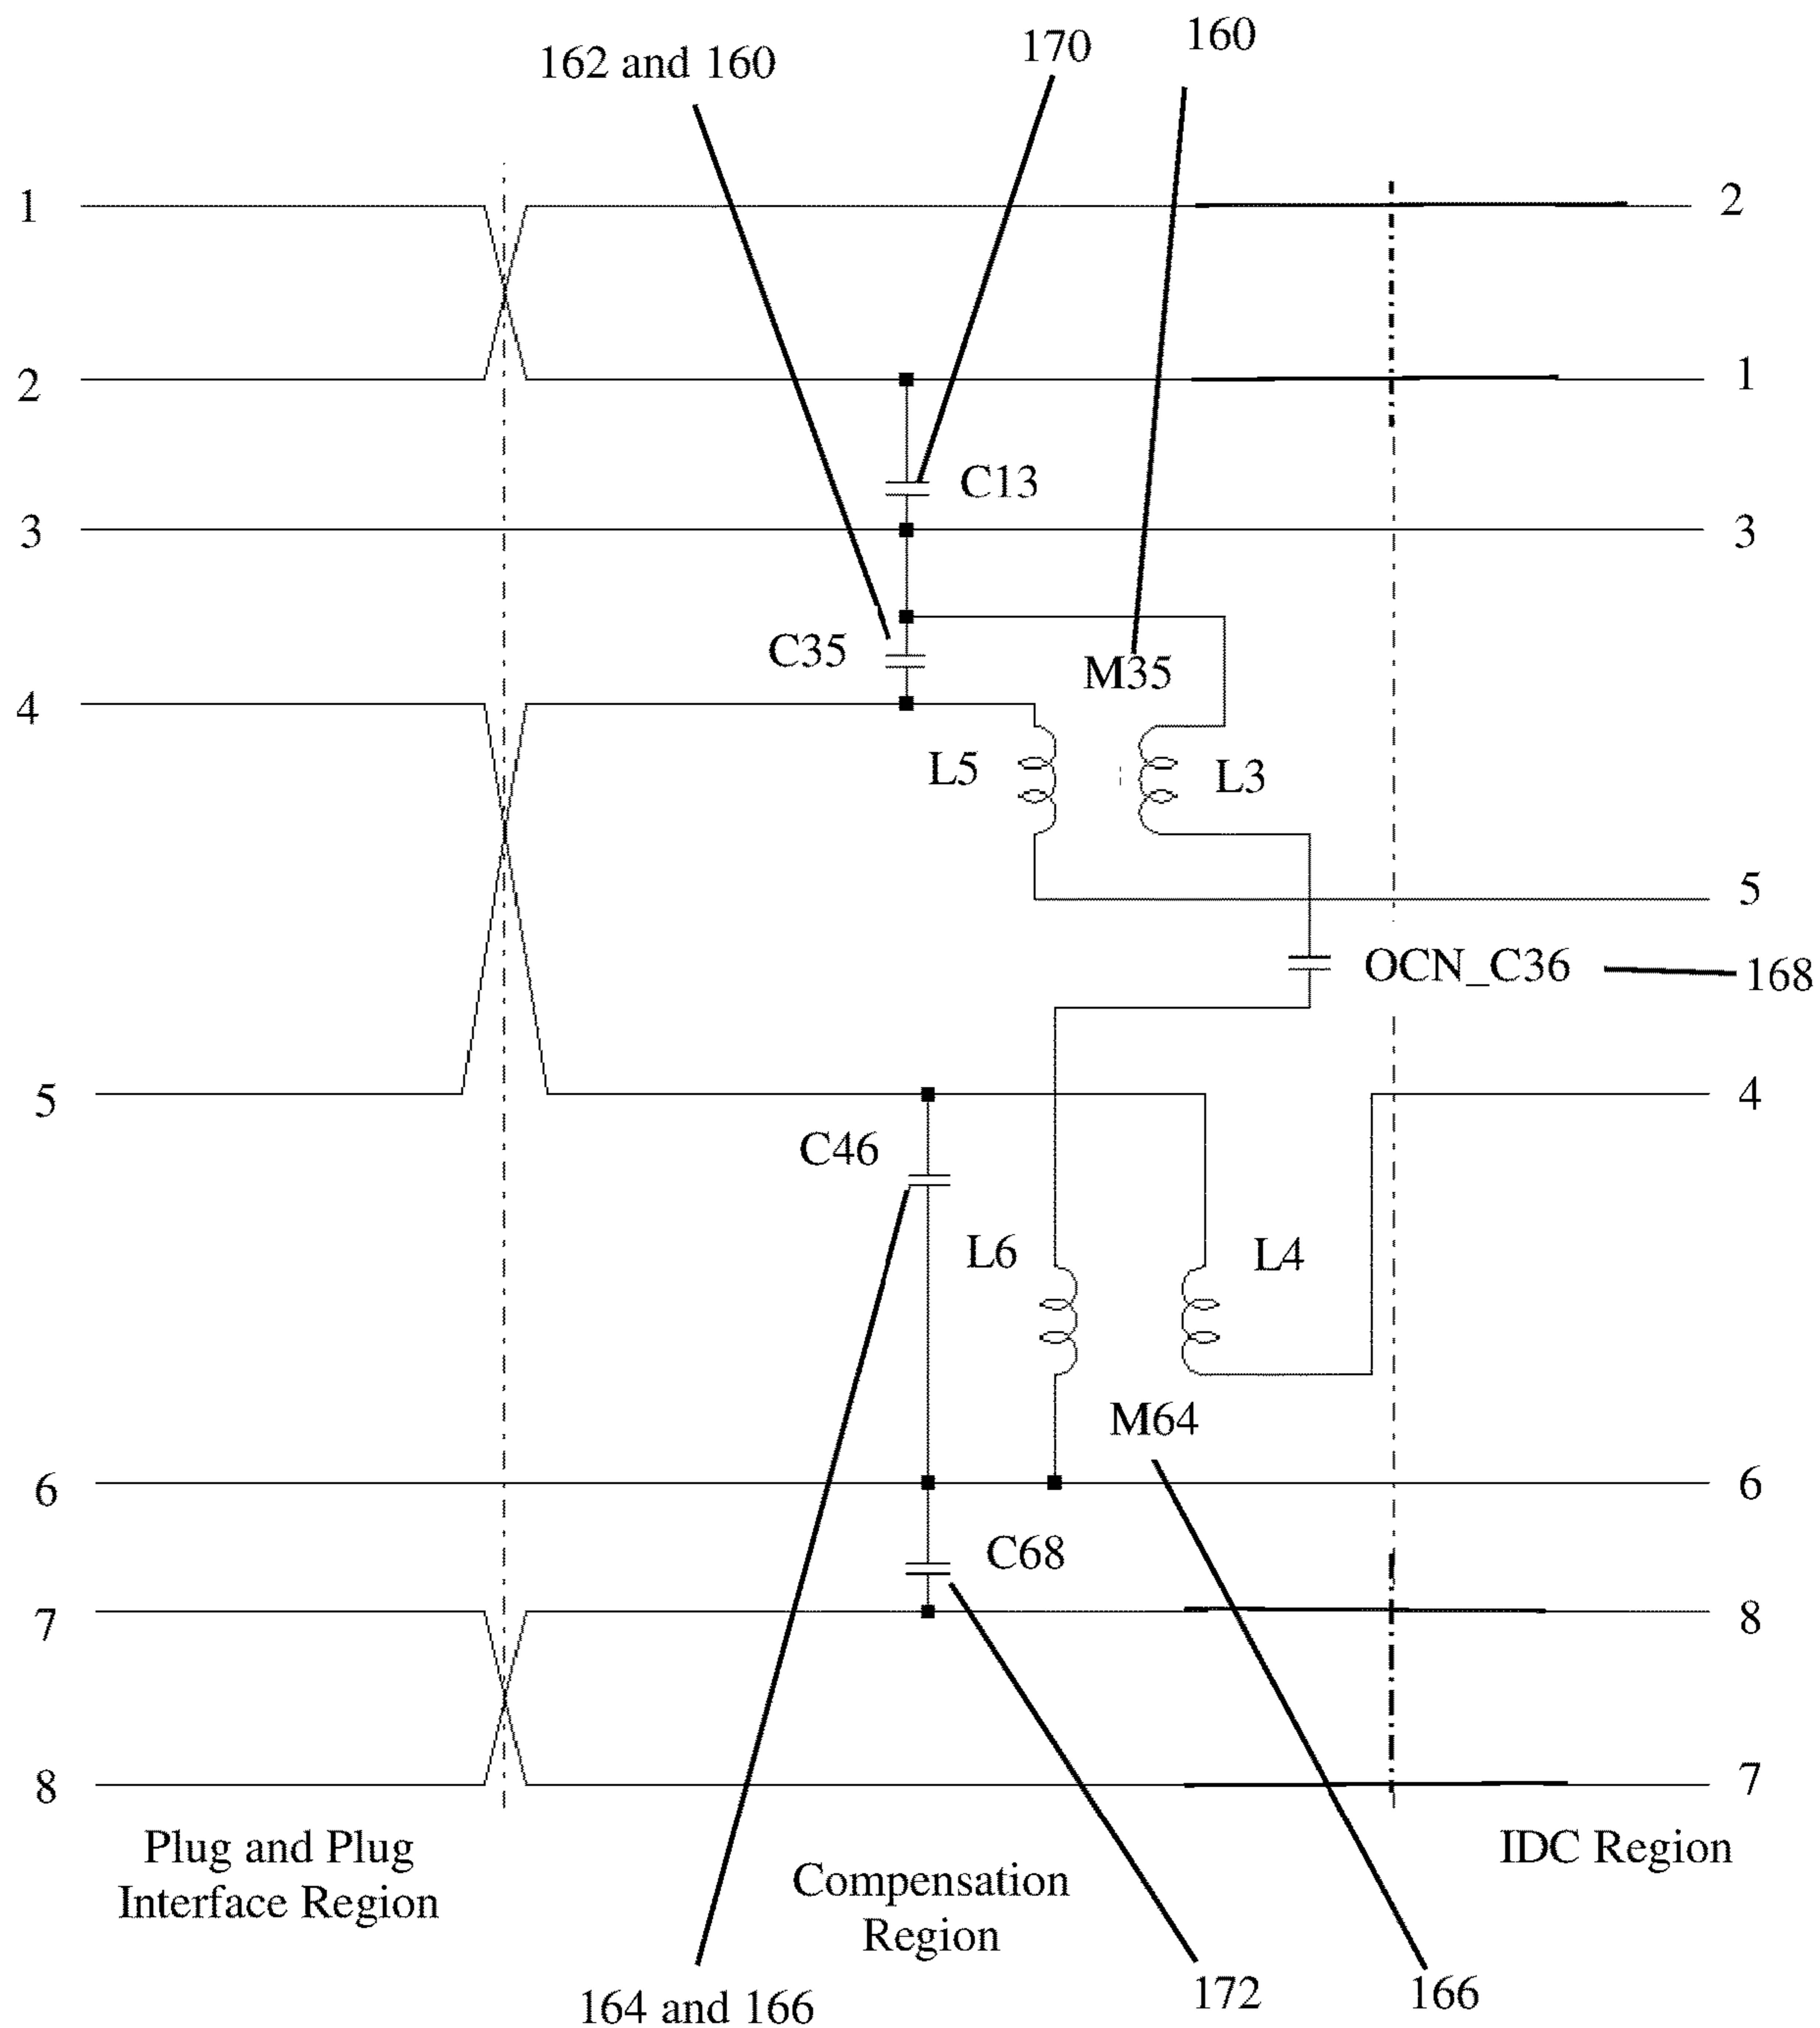 162 and 160
170
160
1
2
2
1
C13
3
3
C35
M35
4
L5
L3
5
OCN_C36
168
5
4
C46
L6
L4
M64
6
6
C68
7
8
8
7
Plug and Plug
Interface Region
Compensation
Region
IDC Region
164 and 166
172
166